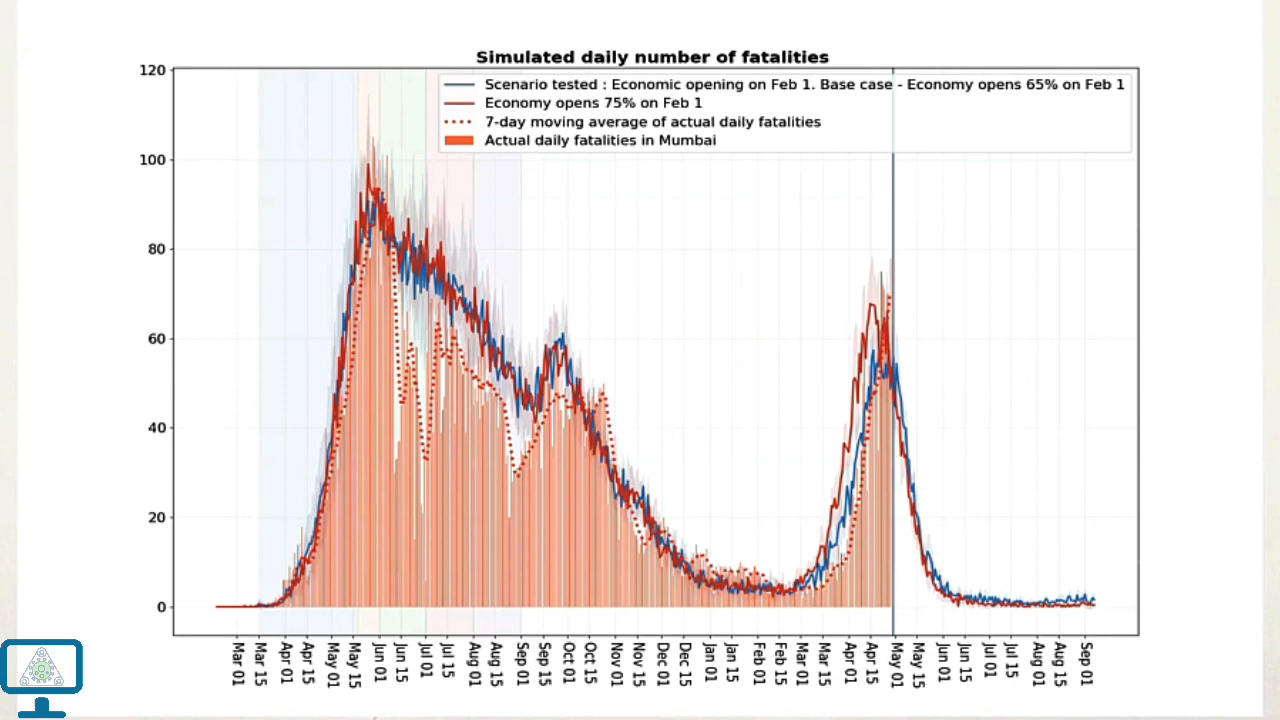 Simulated daily number of fatalities
Scenario tested : Economic opening on Feb 1. Base case - Economy opens 65% on Feb 1
Economy opens 75% on Feb 1
7-day moving average of actual daily fatalities
Actual daily fatalities in Mumbai
120
100
80
60
40
20
0
Mar 01
Mar 15
Apr 01
Apr 15
May 01
May 15
Jun 01
Jun 15
Jul 01
Jul 15
Aug 01
Aug 15
Sep 01
Sep 15
Oct 01
Oct 15
Nov 01
Nov 15
Dec 01
Dec 15
Jan 01
Jan 15
Feb 01
Feb 15
Mar 01
Mar 15
Apr 01
Apr 15
May 01
May 15
Jun 01
Jun 15
Jul 01
Jul 15
Aug 01
Aug 15
Sep 01